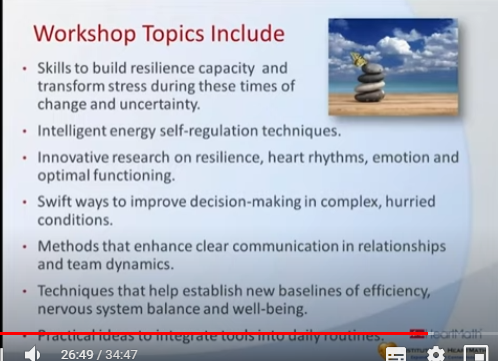 Workshop Topics Include
• Skills to build resilience capacity and
transform stress during these times of
change and uncertainty.
• Intelligent energy self-regulation techniques.
• Innovative research on resilience, heart rhythms, emotion and
optimal functioning.
• Swift ways to improve decision-making in complex, hurried
conditions.
• Methods that enhance clear communication in relationships
and team dynamics.
• Techniques that help establish new baselines of efficiency,
nervous system balance and well-being.
• Practical ideas to integrate tools into daily routines.
HeartMath
26:49 / 34:47